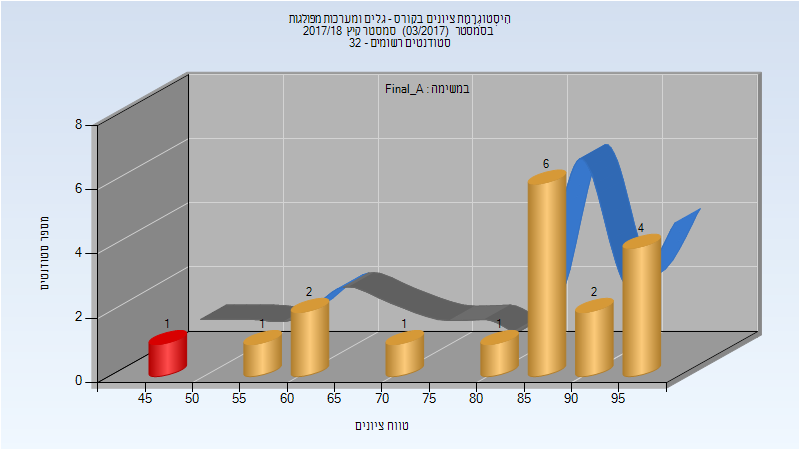 היסטוגרמת ציונים בקורס - גלים ומערכות מפולגות
בסמסטר (03/2017) סמסטר קיץ 2017/18
סטודנטים רשומים - 32
במשימה : Final_A
מספר סטודנטים
8
6
4
2
0
1
1
2
1
1
6
2
4
45 50 55 60 65 70 75 80 85 90 95
טווח ציונים